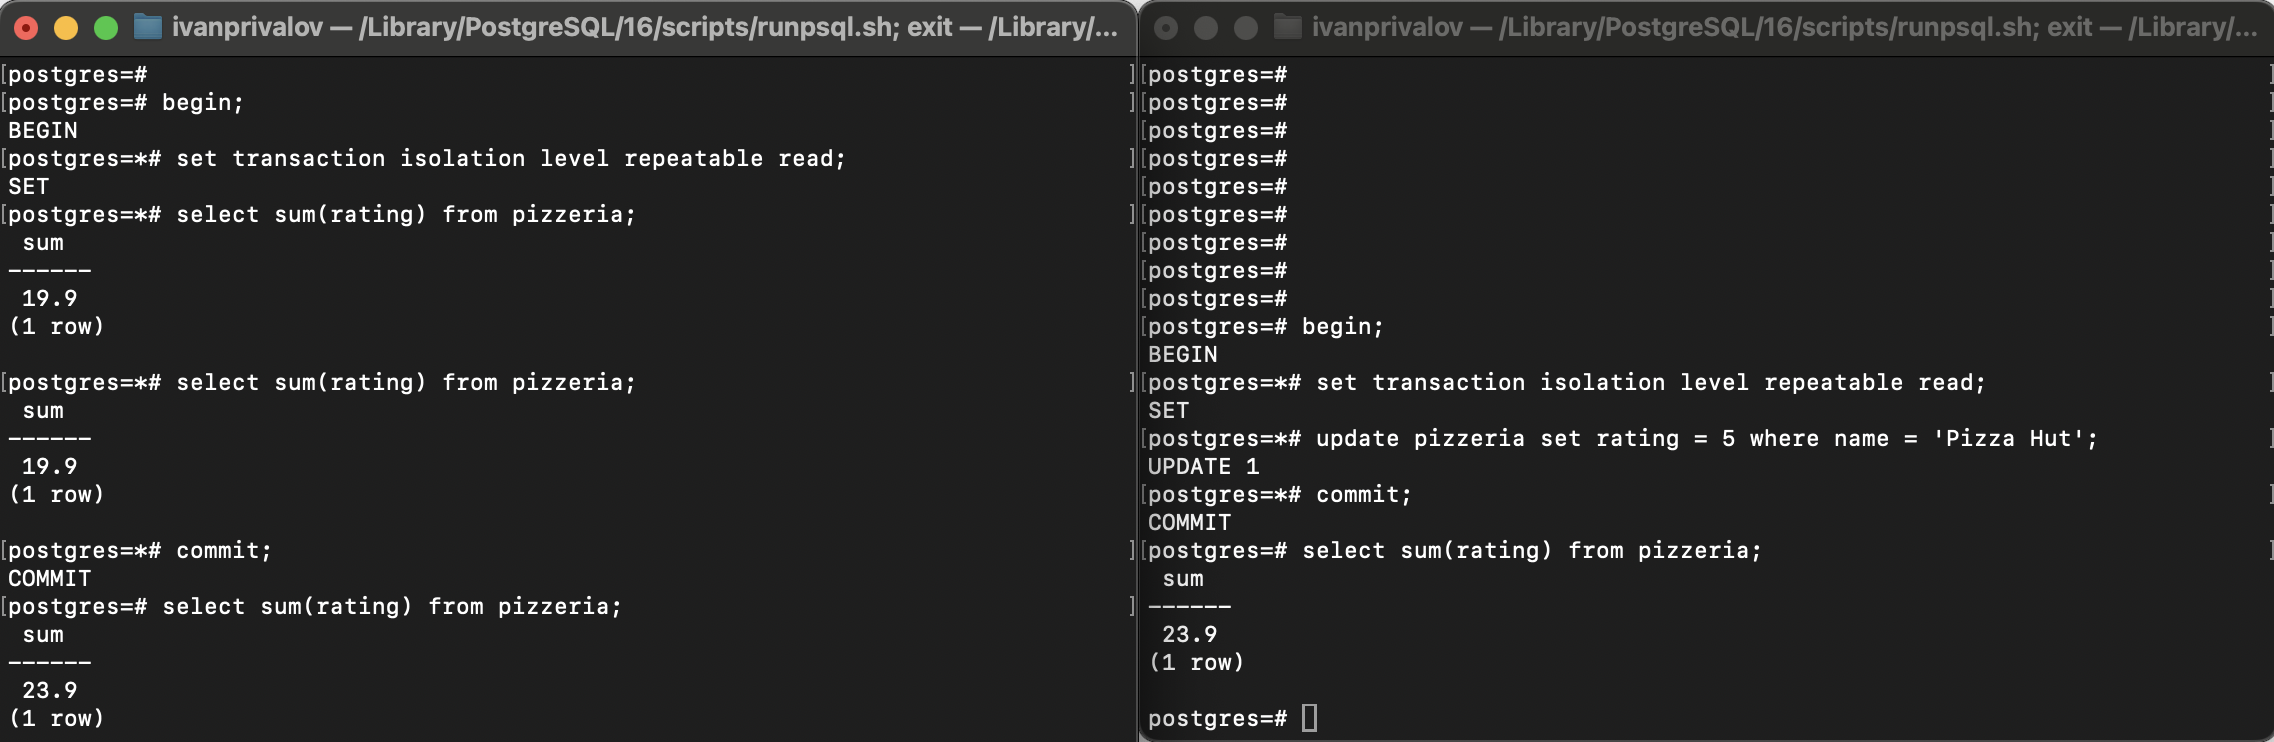 ivanprivalov — /Library/PostgreSQL/16/scripts/runpsql.sh; exit — /Library/...
[postgres=# ]
[postgres=# begin; ]
BEGIN
[postgres=*# set transaction isolation level repeatable read; ]
SET
[postgres=*# select sum(rating) from pizzeria; ]
sum
------
19.9
(1 row)
[postgres=*# select sum(rating) from pizzeria; ]
sum
------
19.9
(1 row)
[postgres=*# commit; ]
COMMIT
[postgres=# select sum(rating) from pizzeria; ]
sum
------
23.9
(1 row)
ivanprivalov — /Library/PostgreSQL/16/scripts/runpsql.sh; exit — /Library/...
[postgres=# ]
[postgres=# ]
[postgres=# ]
[postgres=# ]
[postgres=# ]
[postgres=# ]
[postgres=# ]
[postgres=# ]
[postgres=# ]
[postgres=# begin; ]
BEGIN
[postgres=*# set transaction isolation level repeatable read; ]
SET
[postgres=*# update pizzeria set rating = 5 where name = 'Pizza Hut'; ]
UPDATE 1
[postgres=*# commit; ]
COMMIT
[postgres=# select sum(rating) from pizzeria; ]
sum
------
23.9
(1 row)
postgres=#